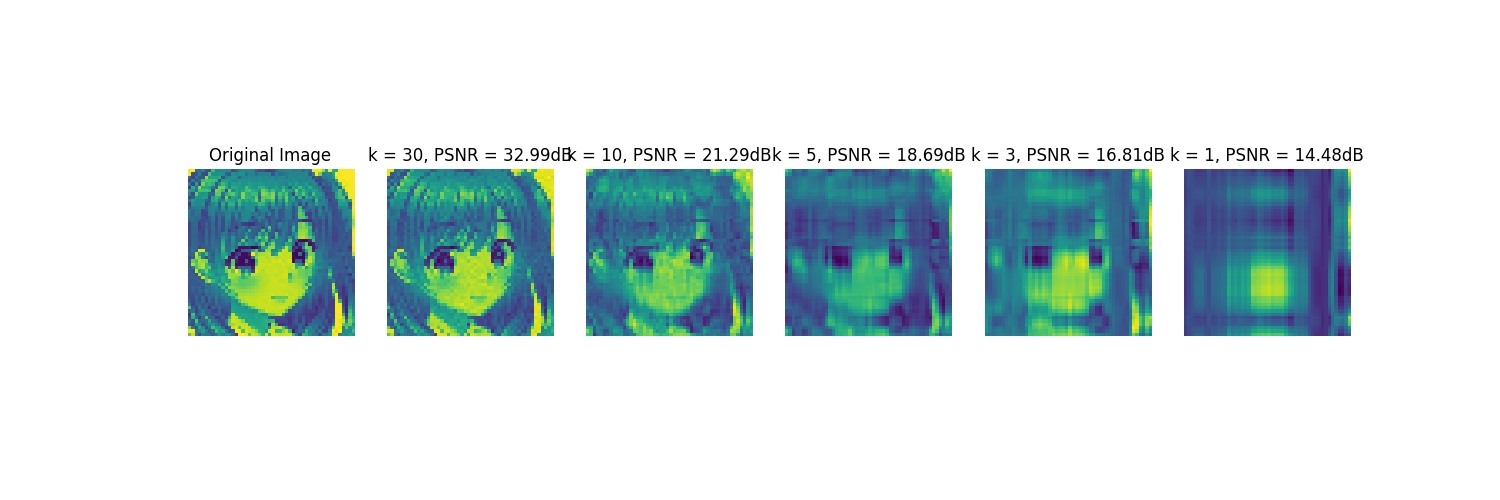 Original Image
k = 30, PSNR = 32.99dB
k = 10, PSNR = 21.29dB
k = 5, PSNR = 18.69dB
k = 3, PSNR = 16.81dB
k = 1, PSNR = 14.48dB